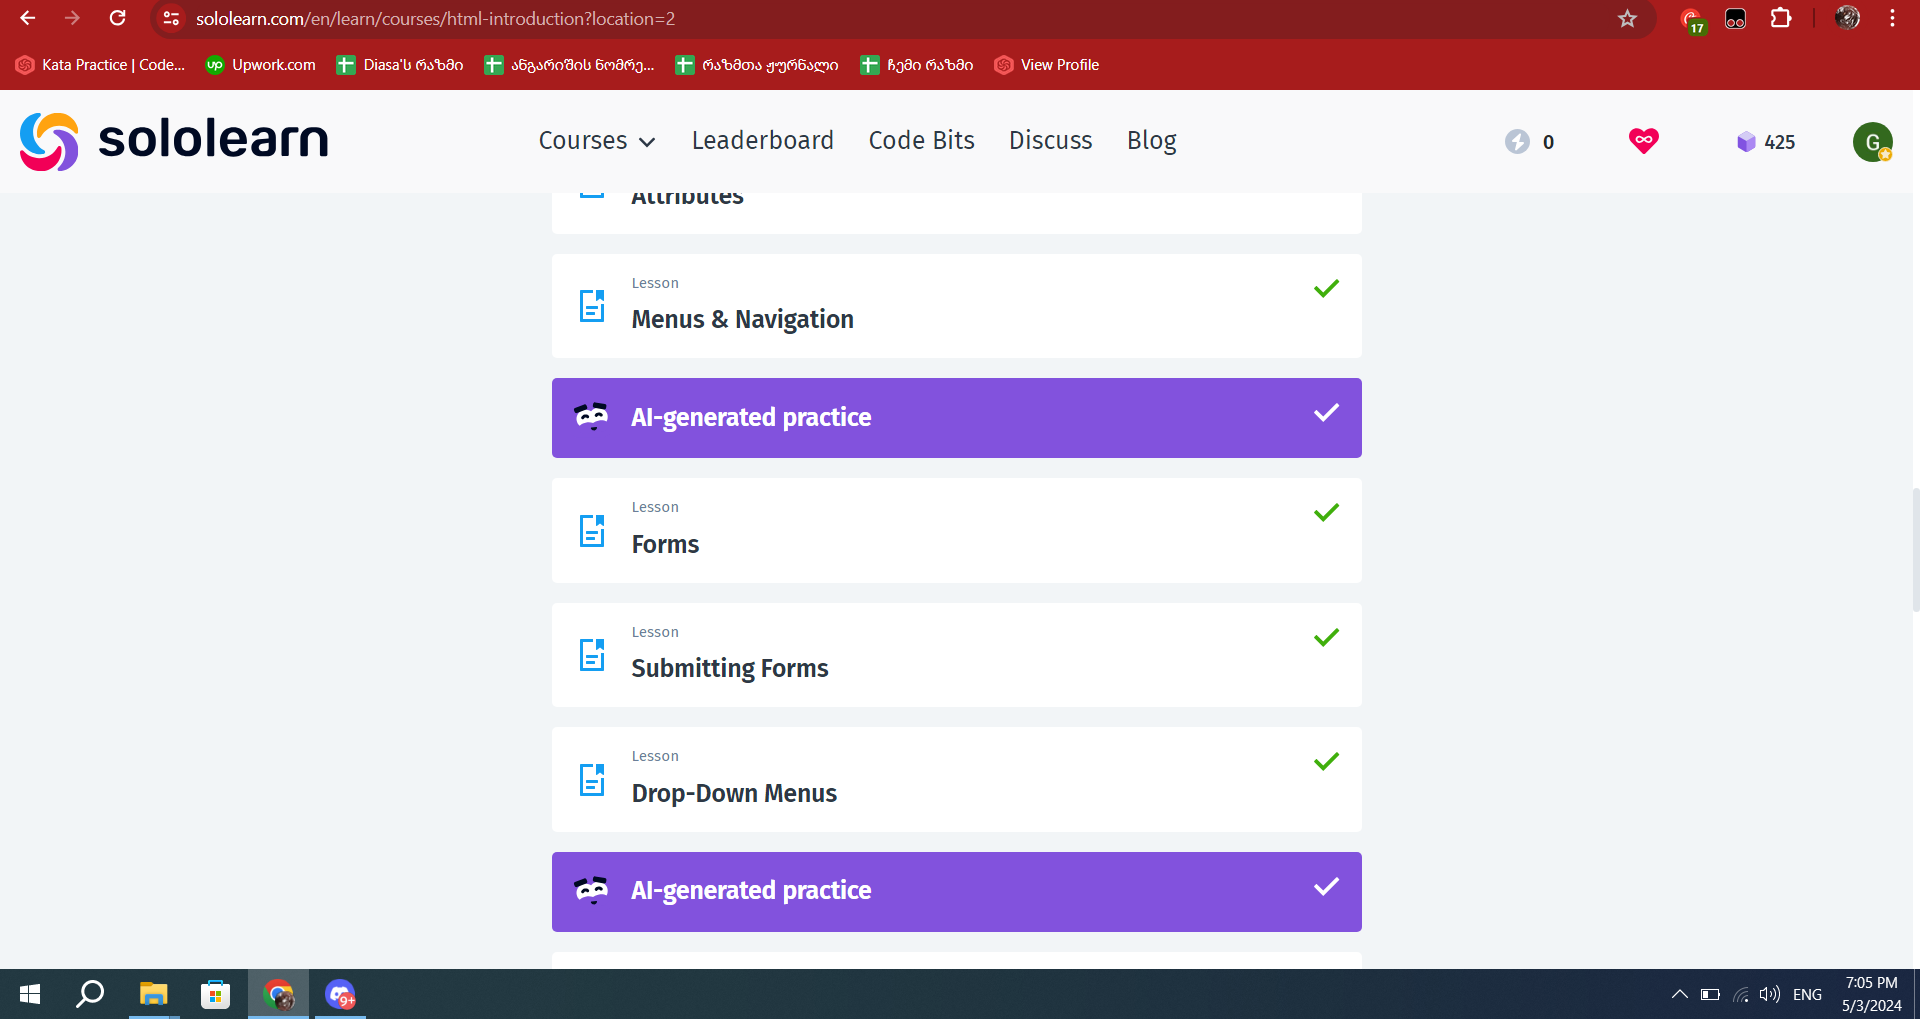 sololearn.com/en/learn/courses/html-introduction?location=2
17
Kata Practice | Code...
up
Upwork.com
Diasa'ს რაზმი
ანგარიშის ნომრე...
რაზმთა ჟურნალი
ჩემი რაზმი
View Profile
sololearn
Courses
Leaderboard
Code Bits
Discuss
Blog
0
425
G
Attributes
Lesson
Menus & Navigation
AI-generated practice
Lesson
Forms
Lesson
Submitting Forms
Lesson
Drop-Down Menus
AI-generated practice
9+
ENG
7:05 PM
5/3/2024